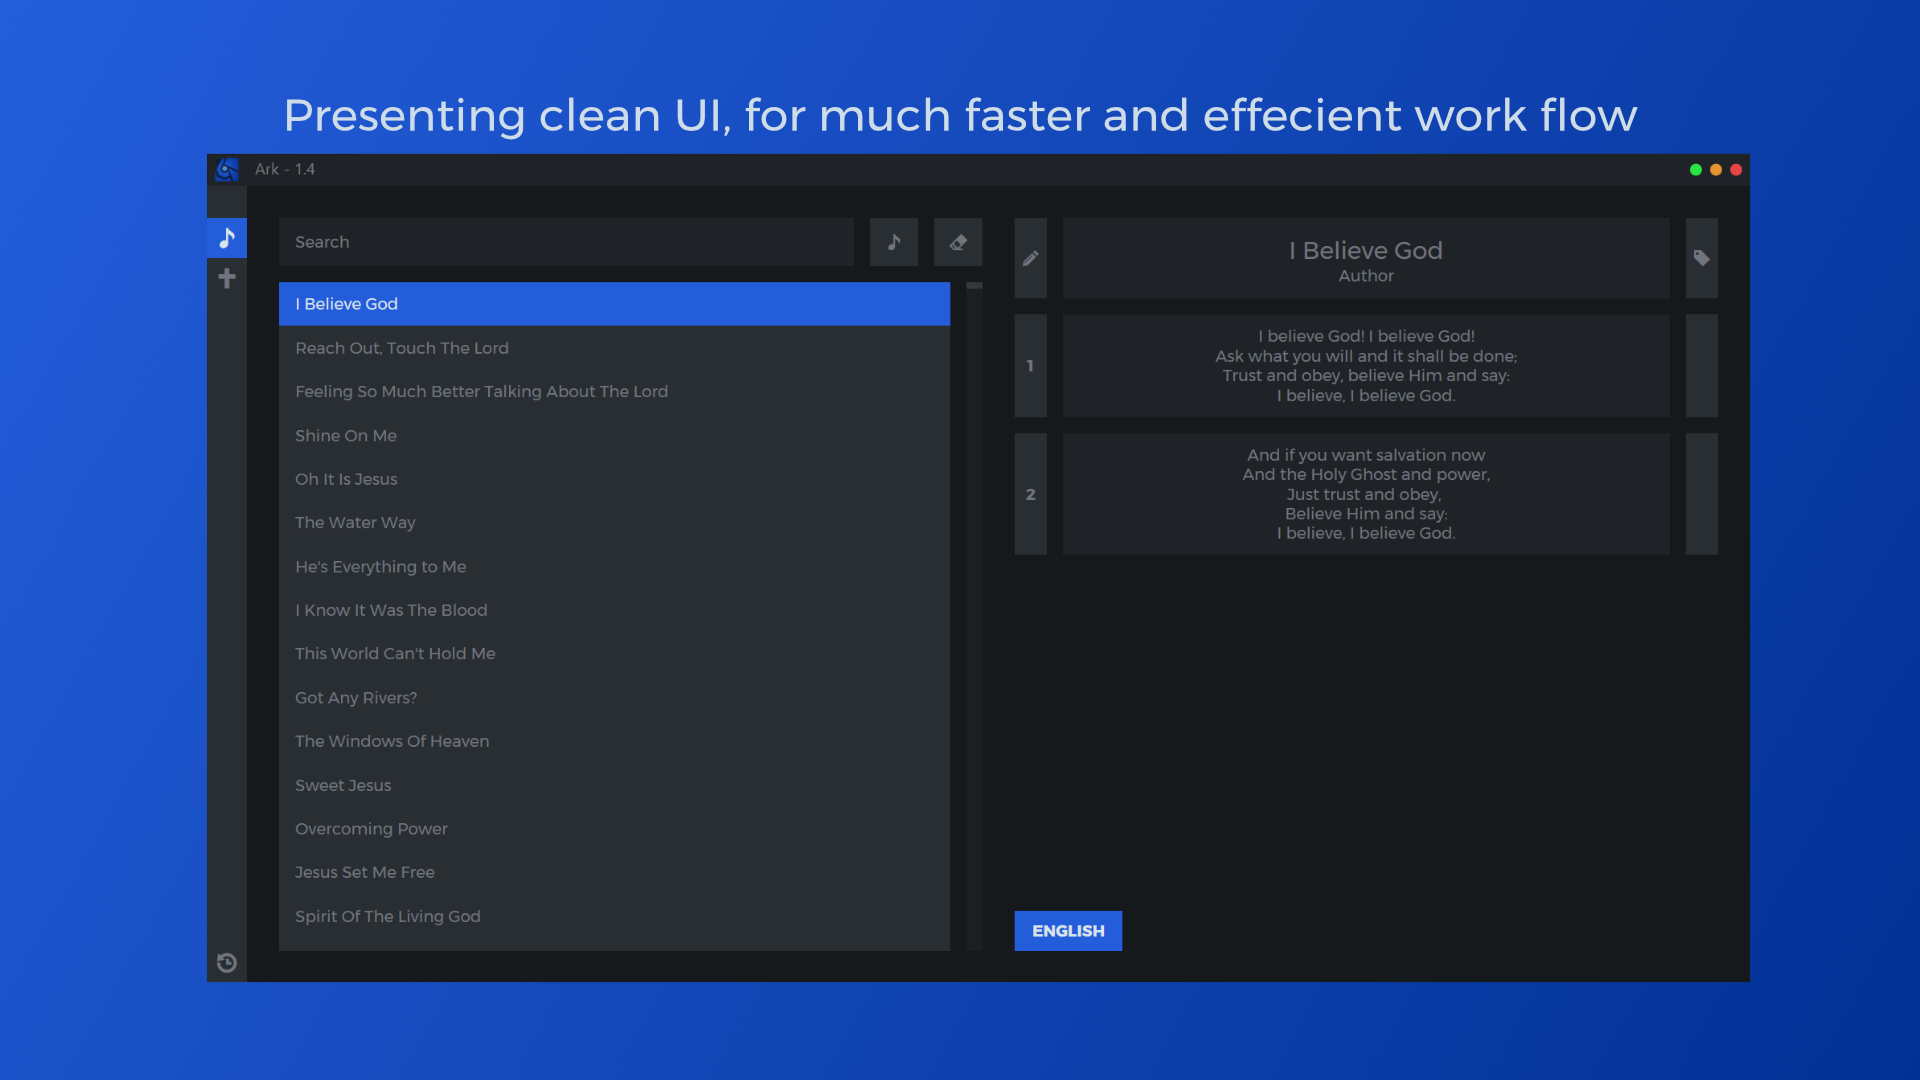 Presenting clean UI, for much faster and effecient work flow
Ark - 1.4
Search
I Believe God
Reach Out, Touch The Lord
Feeling So Much Better Talking About The Lord
Shine On Me
Oh It Is Jesus
The Water Way
He's Everything to Me
I Know It Was The Blood
This World Can't Hold Me
Got Any Rivers?
The Windows Of Heaven
Sweet Jesus
Overcoming Power
Jesus Set Me Free
Spirit Of The Living God
I Believe God
Author
1
I believe God! I believe God!
Ask what you will and it shall be done;
Trust and obey, believe Him and say:
I believe, I believe God.
2
And if you want salvation now
And the Holy Ghost and power,
Just trust and obey,
Believe Him and say:
I believe, I believe God.
ENGLISH